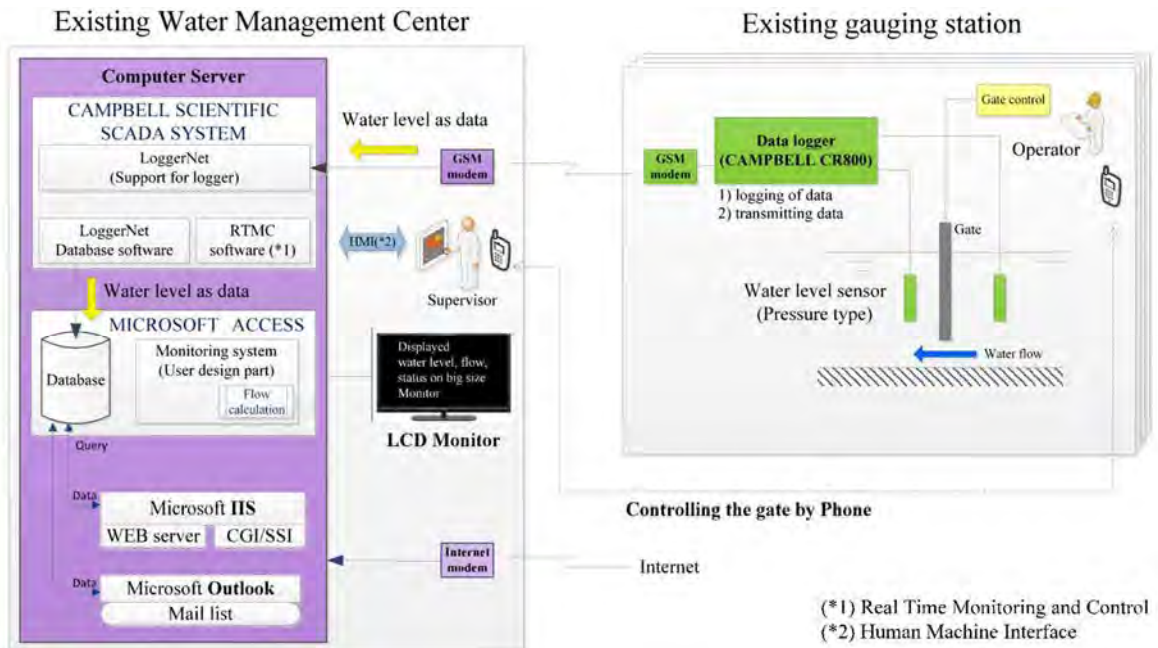 Existing Water Management Center
Existing gauging station
Computer Server
CAMPBELL SCIENTIFIC
SCADA SYSTEM
LoggerNet
(Support for logger)
LoggerNet
Database software
RTMC
software (*1)
Water level as data
MICROSOFT ACCESS
Database
Monitoring system
(User design part)
Flow
calculation
Query
Data
Microsoft IIS
WEB server
CGI/SSI
Data
Microsoft Outlook
Mail list
Water level as data
GSM
modem
HMI(*2)
Supervisor
Displayed
water level, flow,
status on big size
Monitor
LCD Monitor
Internet
modem
GSM
modem
Data logger
(CAMPBELL CR800)
1) logging of data
2) transmitting data
Gate control
Operator
Gate
Water level sensor
(Pressure type)
Water flow
Controlling the gate by Phone
Internet
(*1) Real Time Monitoring and Control
(*2) Human Machine Interface